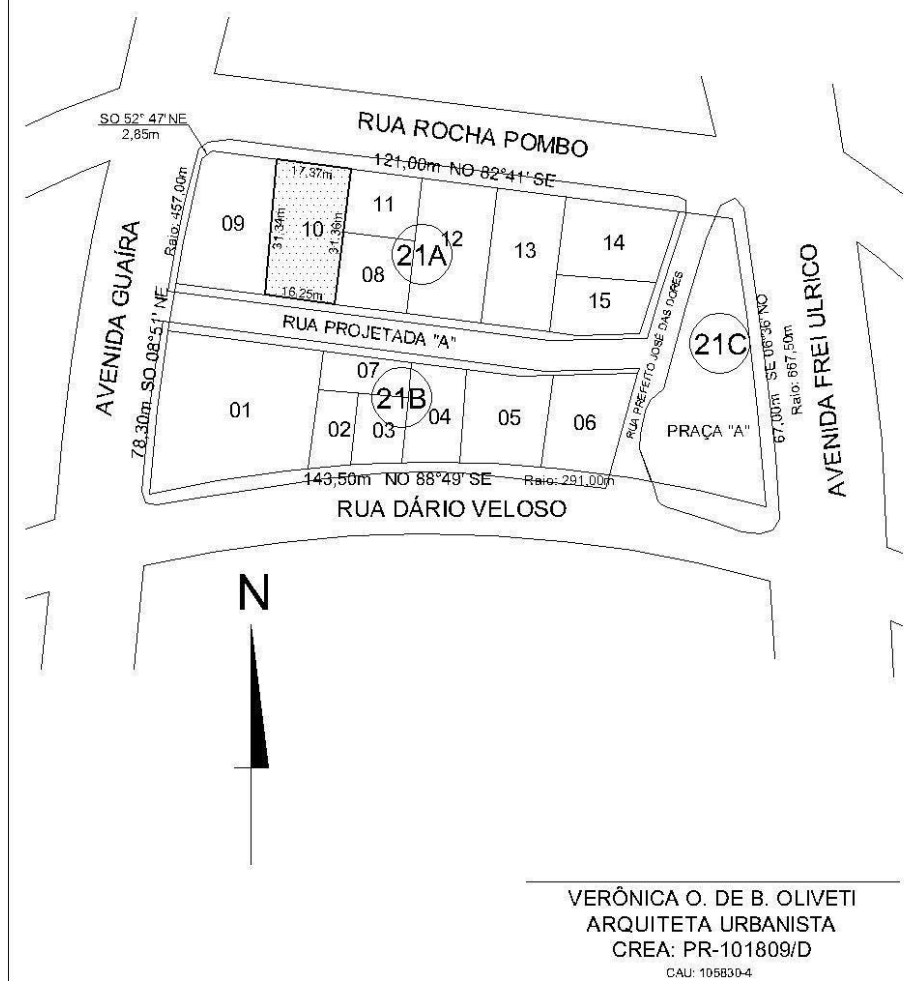 RUA ROCHA POMBO
SO 52° 47' NE
2,85m
121,00m NO 82°41' SE
17,37m
Raio: 457,00m
09
31,34m
10
31,36m
11
12
13
14
21A
08
15
16,25m
AVENIDA GUAÍRA
78,30m SO 08°51' NE
RUA PROJETADA "A"
RUA PREFEITO JOSÉ DAS DORES
21C
67,00m SE 06°36' NO
Raio: 667,50m
AVENIDA FREI ULRICO
07
21B
01
02
03
04
05
06
PRAÇA "A"
143,50m NO 88°49' SE
Raio: 291,00m
RUA DÁRIO VELOSO
N
VERÔNICA O. DE B. OLIVETI
ARQUITETA URBANISTA
CREA: PR-101809/D
CAU: 105830-4